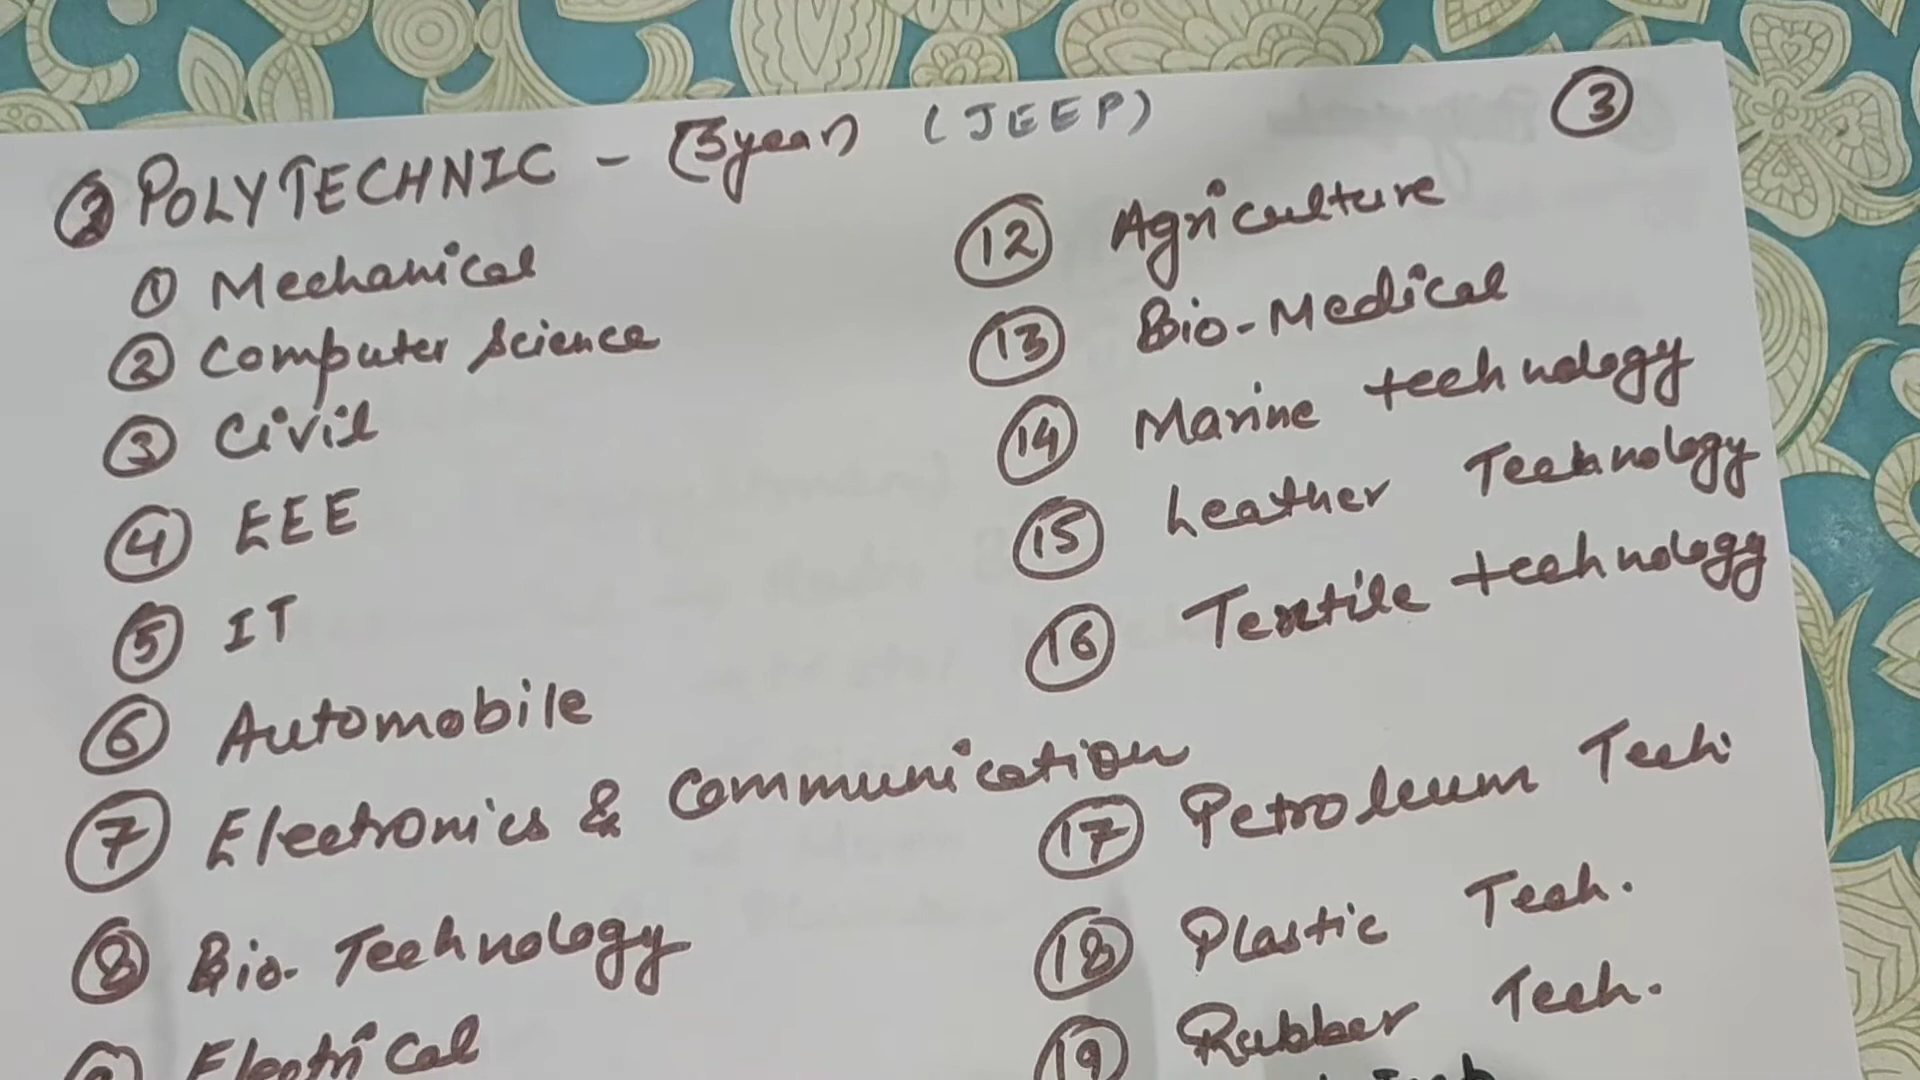 ② POLYTECHNIC - (3year) (JEEP)
③
① Mechanical
② Computer Science
③ Civil
④ EEE
⑤ IT
⑥ Automobile
⑦ Electronics & Communication
⑧ Bio. Technology
9 Electrical
⑫ Agriculture
⑬ Bio-Medical
⑭ Marine technology
⑮ Leather Technology
⑯ Textile technology
⑰ Petroleum Tech.
⑱ Plastic Tech.
⑲ Rubber Tech.